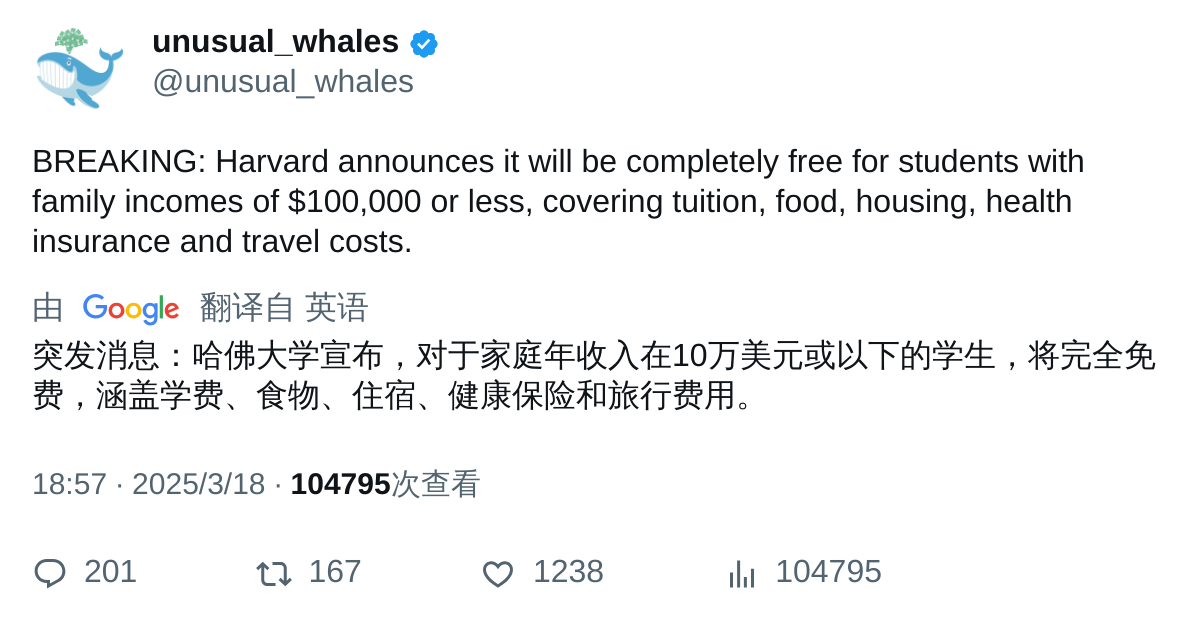 unusual_whales
@unusual_whales
BREAKING: Harvard announces it will be completely free for students with
family incomes of $100,000 or less, covering tuition, food, housing, health
insurance and travel costs.
由 Google 翻译自 英语
突发消息：哈佛大学宣布，对于家庭年收入在10万美元或以下的学生，将完全免
费，涵盖学费、食物、住宿、健康保险和旅行费用。
18:57 · 2025/3/18 · 104795次查看
201 167 1238 104795